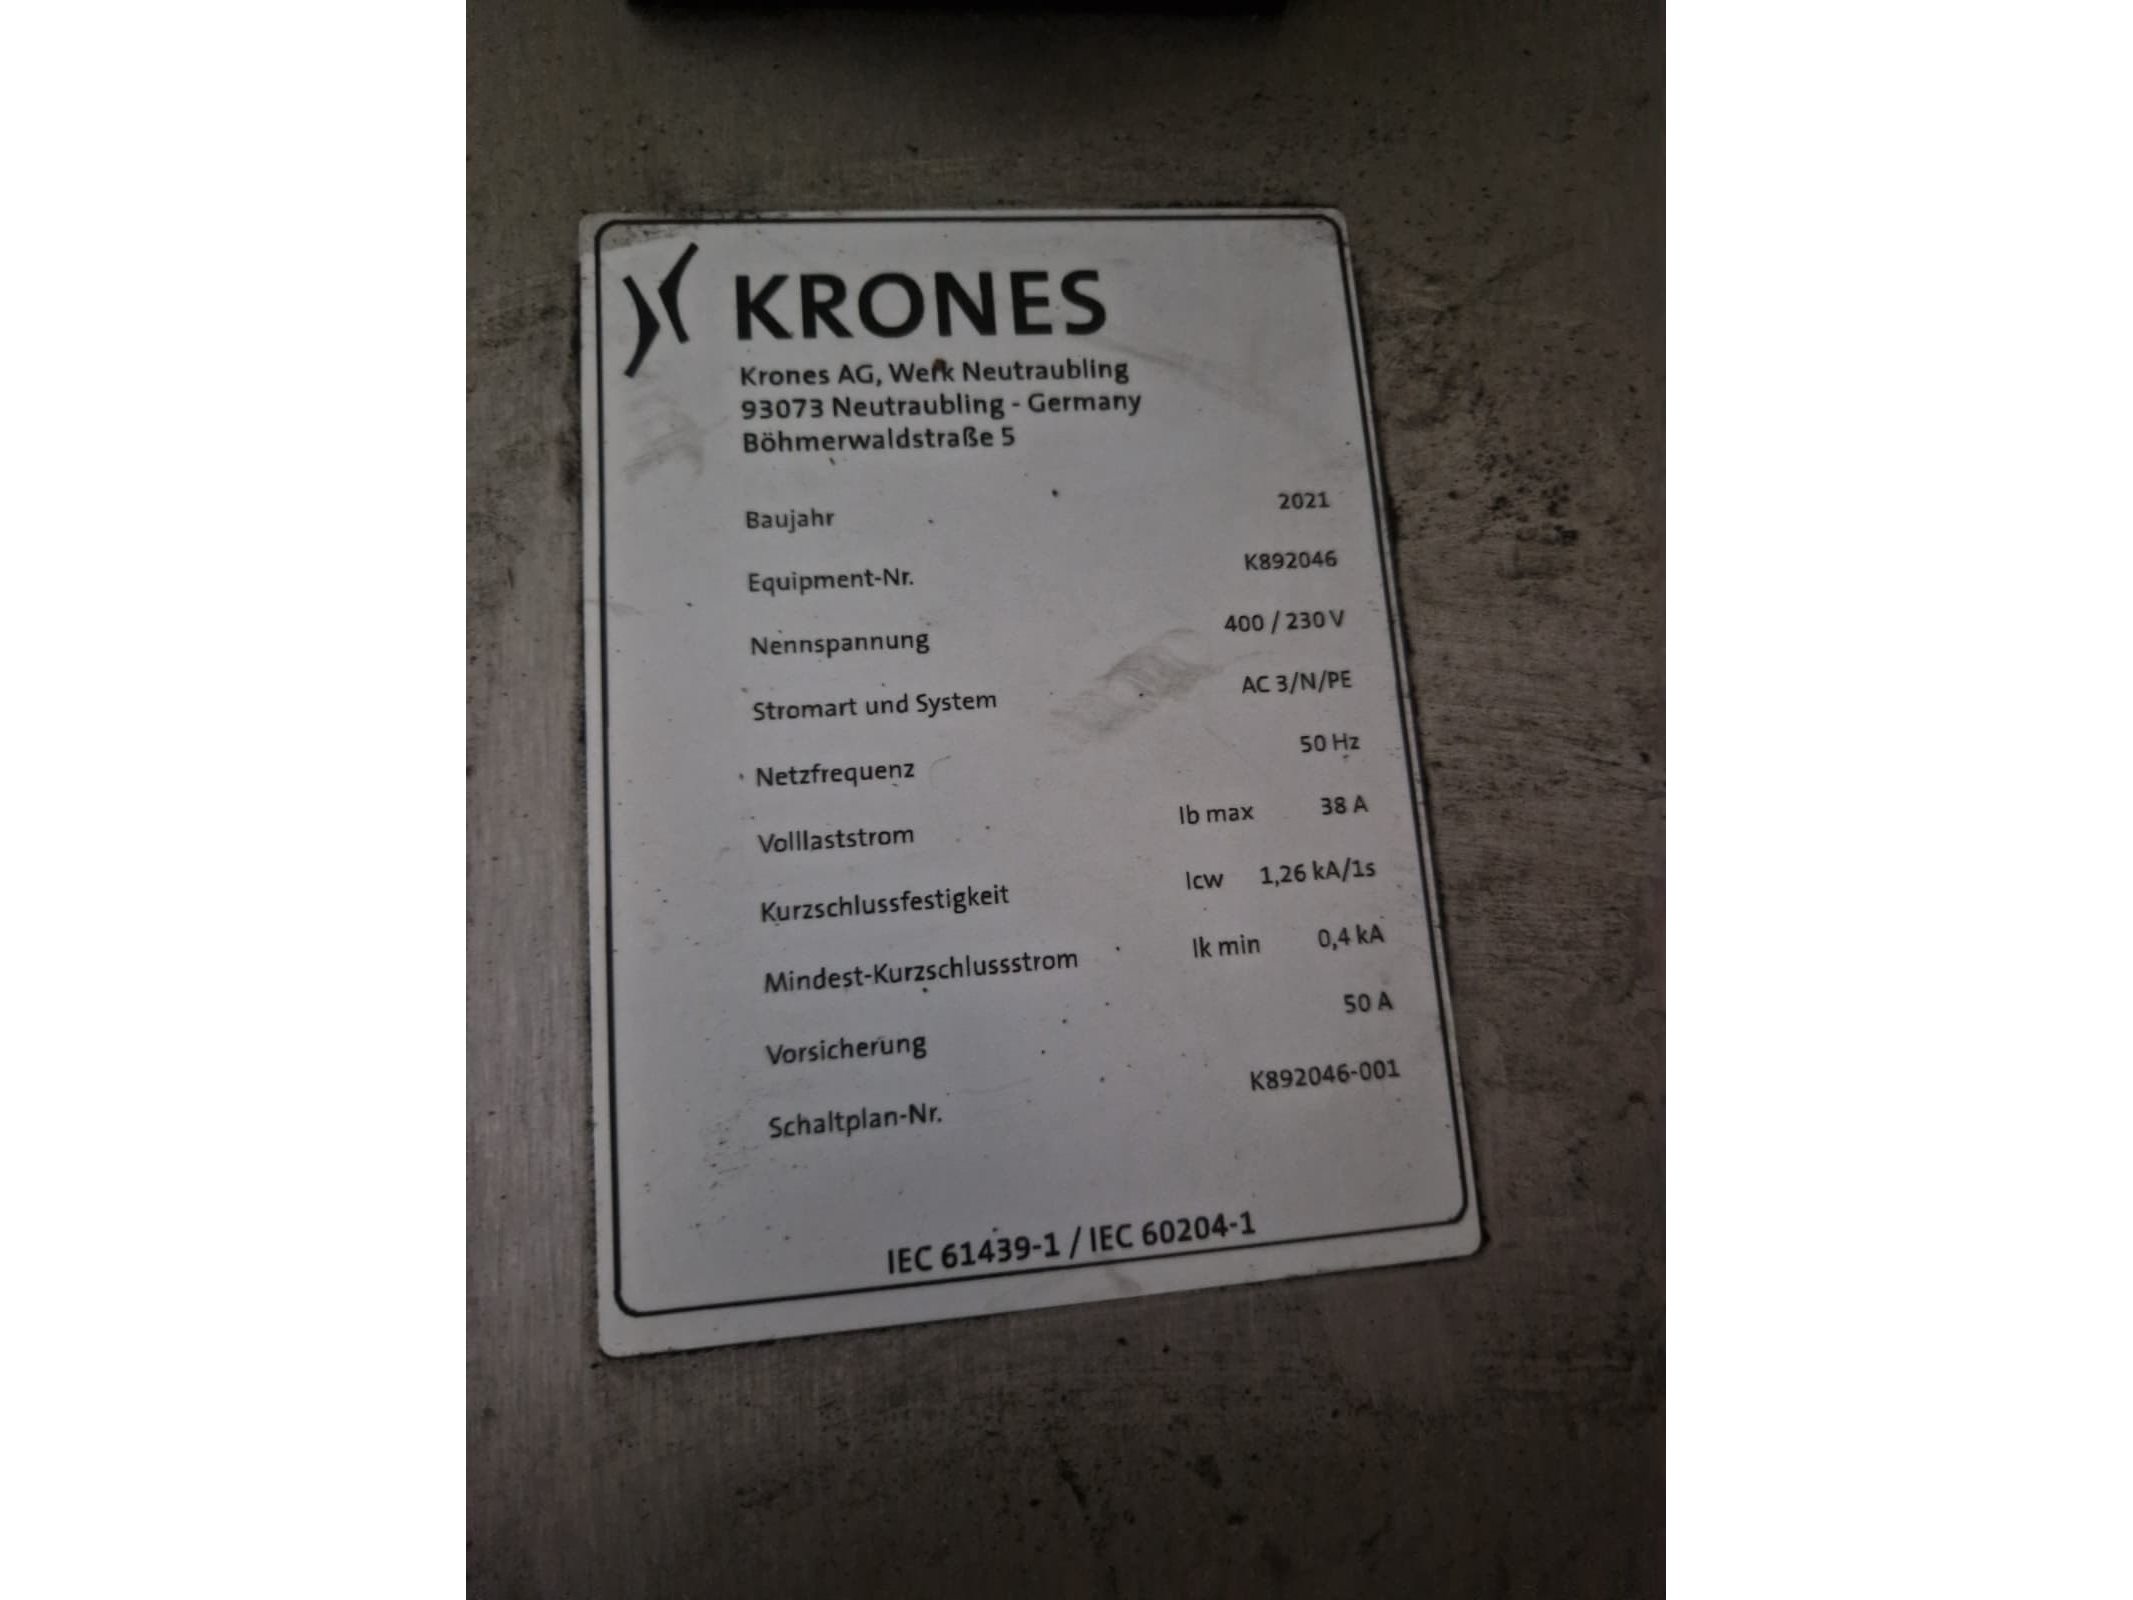 KRONES
Krones AG, Werk Neutraubling
93073 Neutraubling - Germany
Böhmerwaldstraße 5
Baujahr 2021
Equipment-Nr. K892046
Nennspannung 400 / 230 V
Stromart und System AC 3/N/PE
Netzfrequenz 50 Hz
Volllaststrom Ib max 38 A
Kurzschlussfestigkeit Icw 1,26 kA/1s
Mindest-Kurzschlussstrom Ik min 0,4 kA
Vorsicherung 50 A
Schaltplan-Nr. K892046-001
IEC 61439-1 / IEC 60204-1